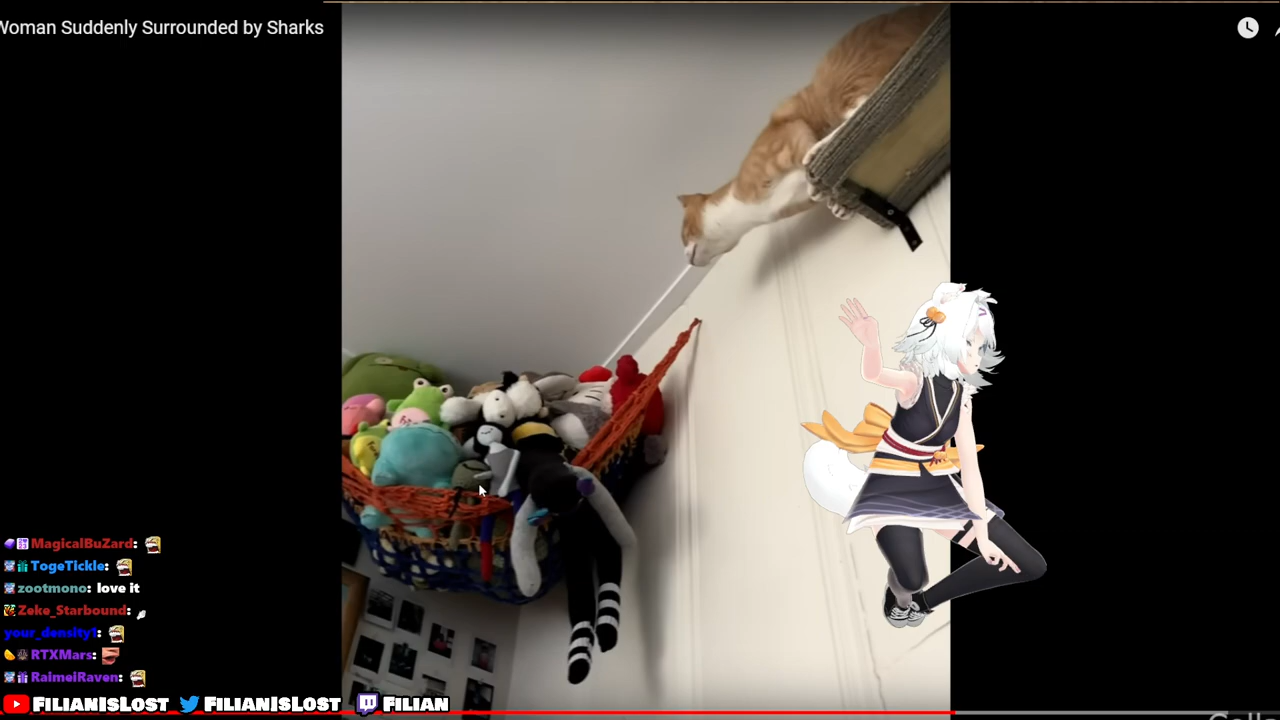 Woman Suddenly Surrounded by Sharks
MagicalBuZard:
TogeTickle:
zootmono: love it
Zeke_Starbound:
your_density1:
RTXMars:
RaimeiRaven:
FilianIsLost FilianIsLost Filian